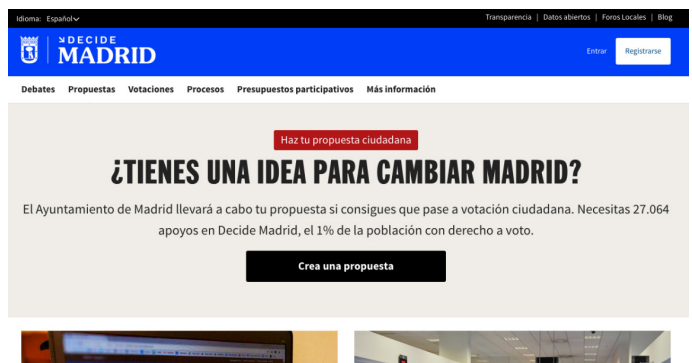 Idioma: Español
Transparencia | Datos abiertos | Foros Locales | Blog
DECIDE
MADRID
Entrar
Registrarse
Debates Propuestas Votaciones Procesos Presupuestos participativos Más información
Haz tu propuesta ciudadana
¿TIENES UNA IDEA PARA CAMBIAR MADRID?
El Ayuntamiento de Madrid llevará a cabo tu propuesta si consigues que pase a votación ciudadana. Necesitas 27.064
apoyos en Decide Madrid, el 1% de la población con derecho a voto.
Crea una propuesta